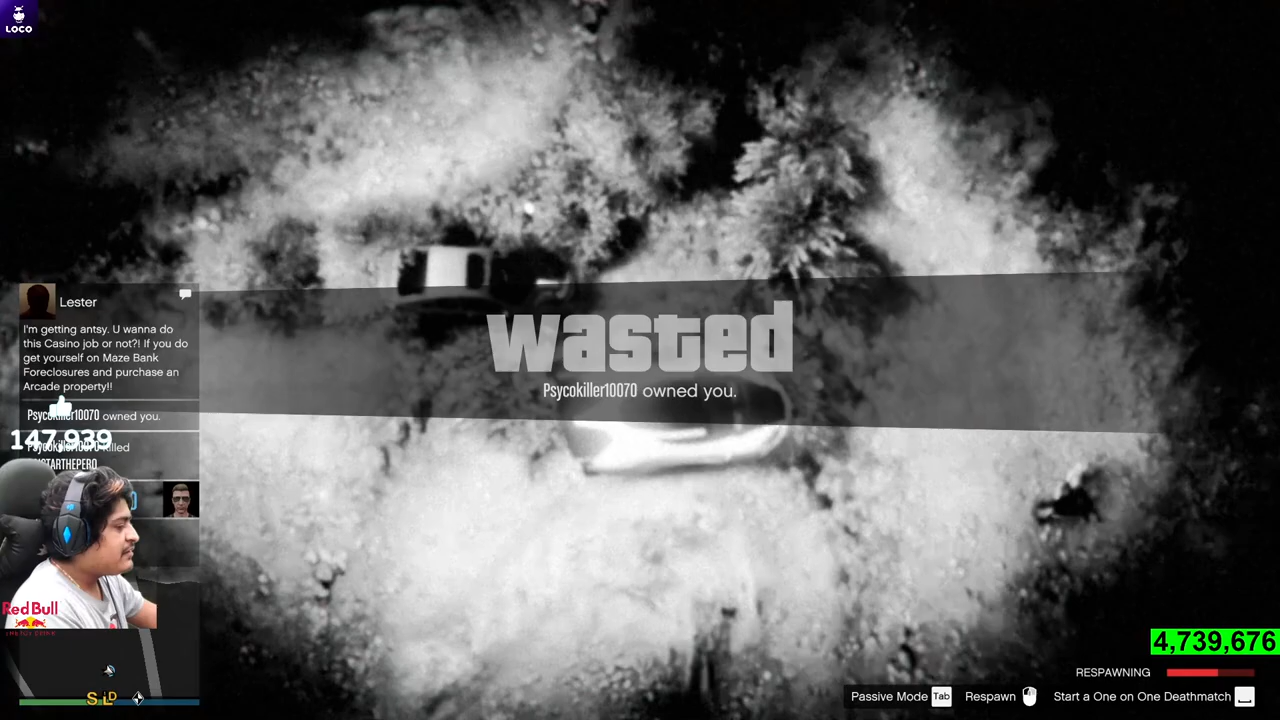 LOCO
wasted
Psycokiller10070 owned you.
Lester
I'm getting antsy. U wanna do
this Casino job or not?! If you do
get yourself on Maze Bank
Foreclosures and purchase an
Arcade property!!
Psycokiller10070 owned you.
147,939
Psycokiller10070 killed
Red Bull
4,739,676
RESPAWNING
Passive Mode Tab Respawn Start a One on One Deathmatch